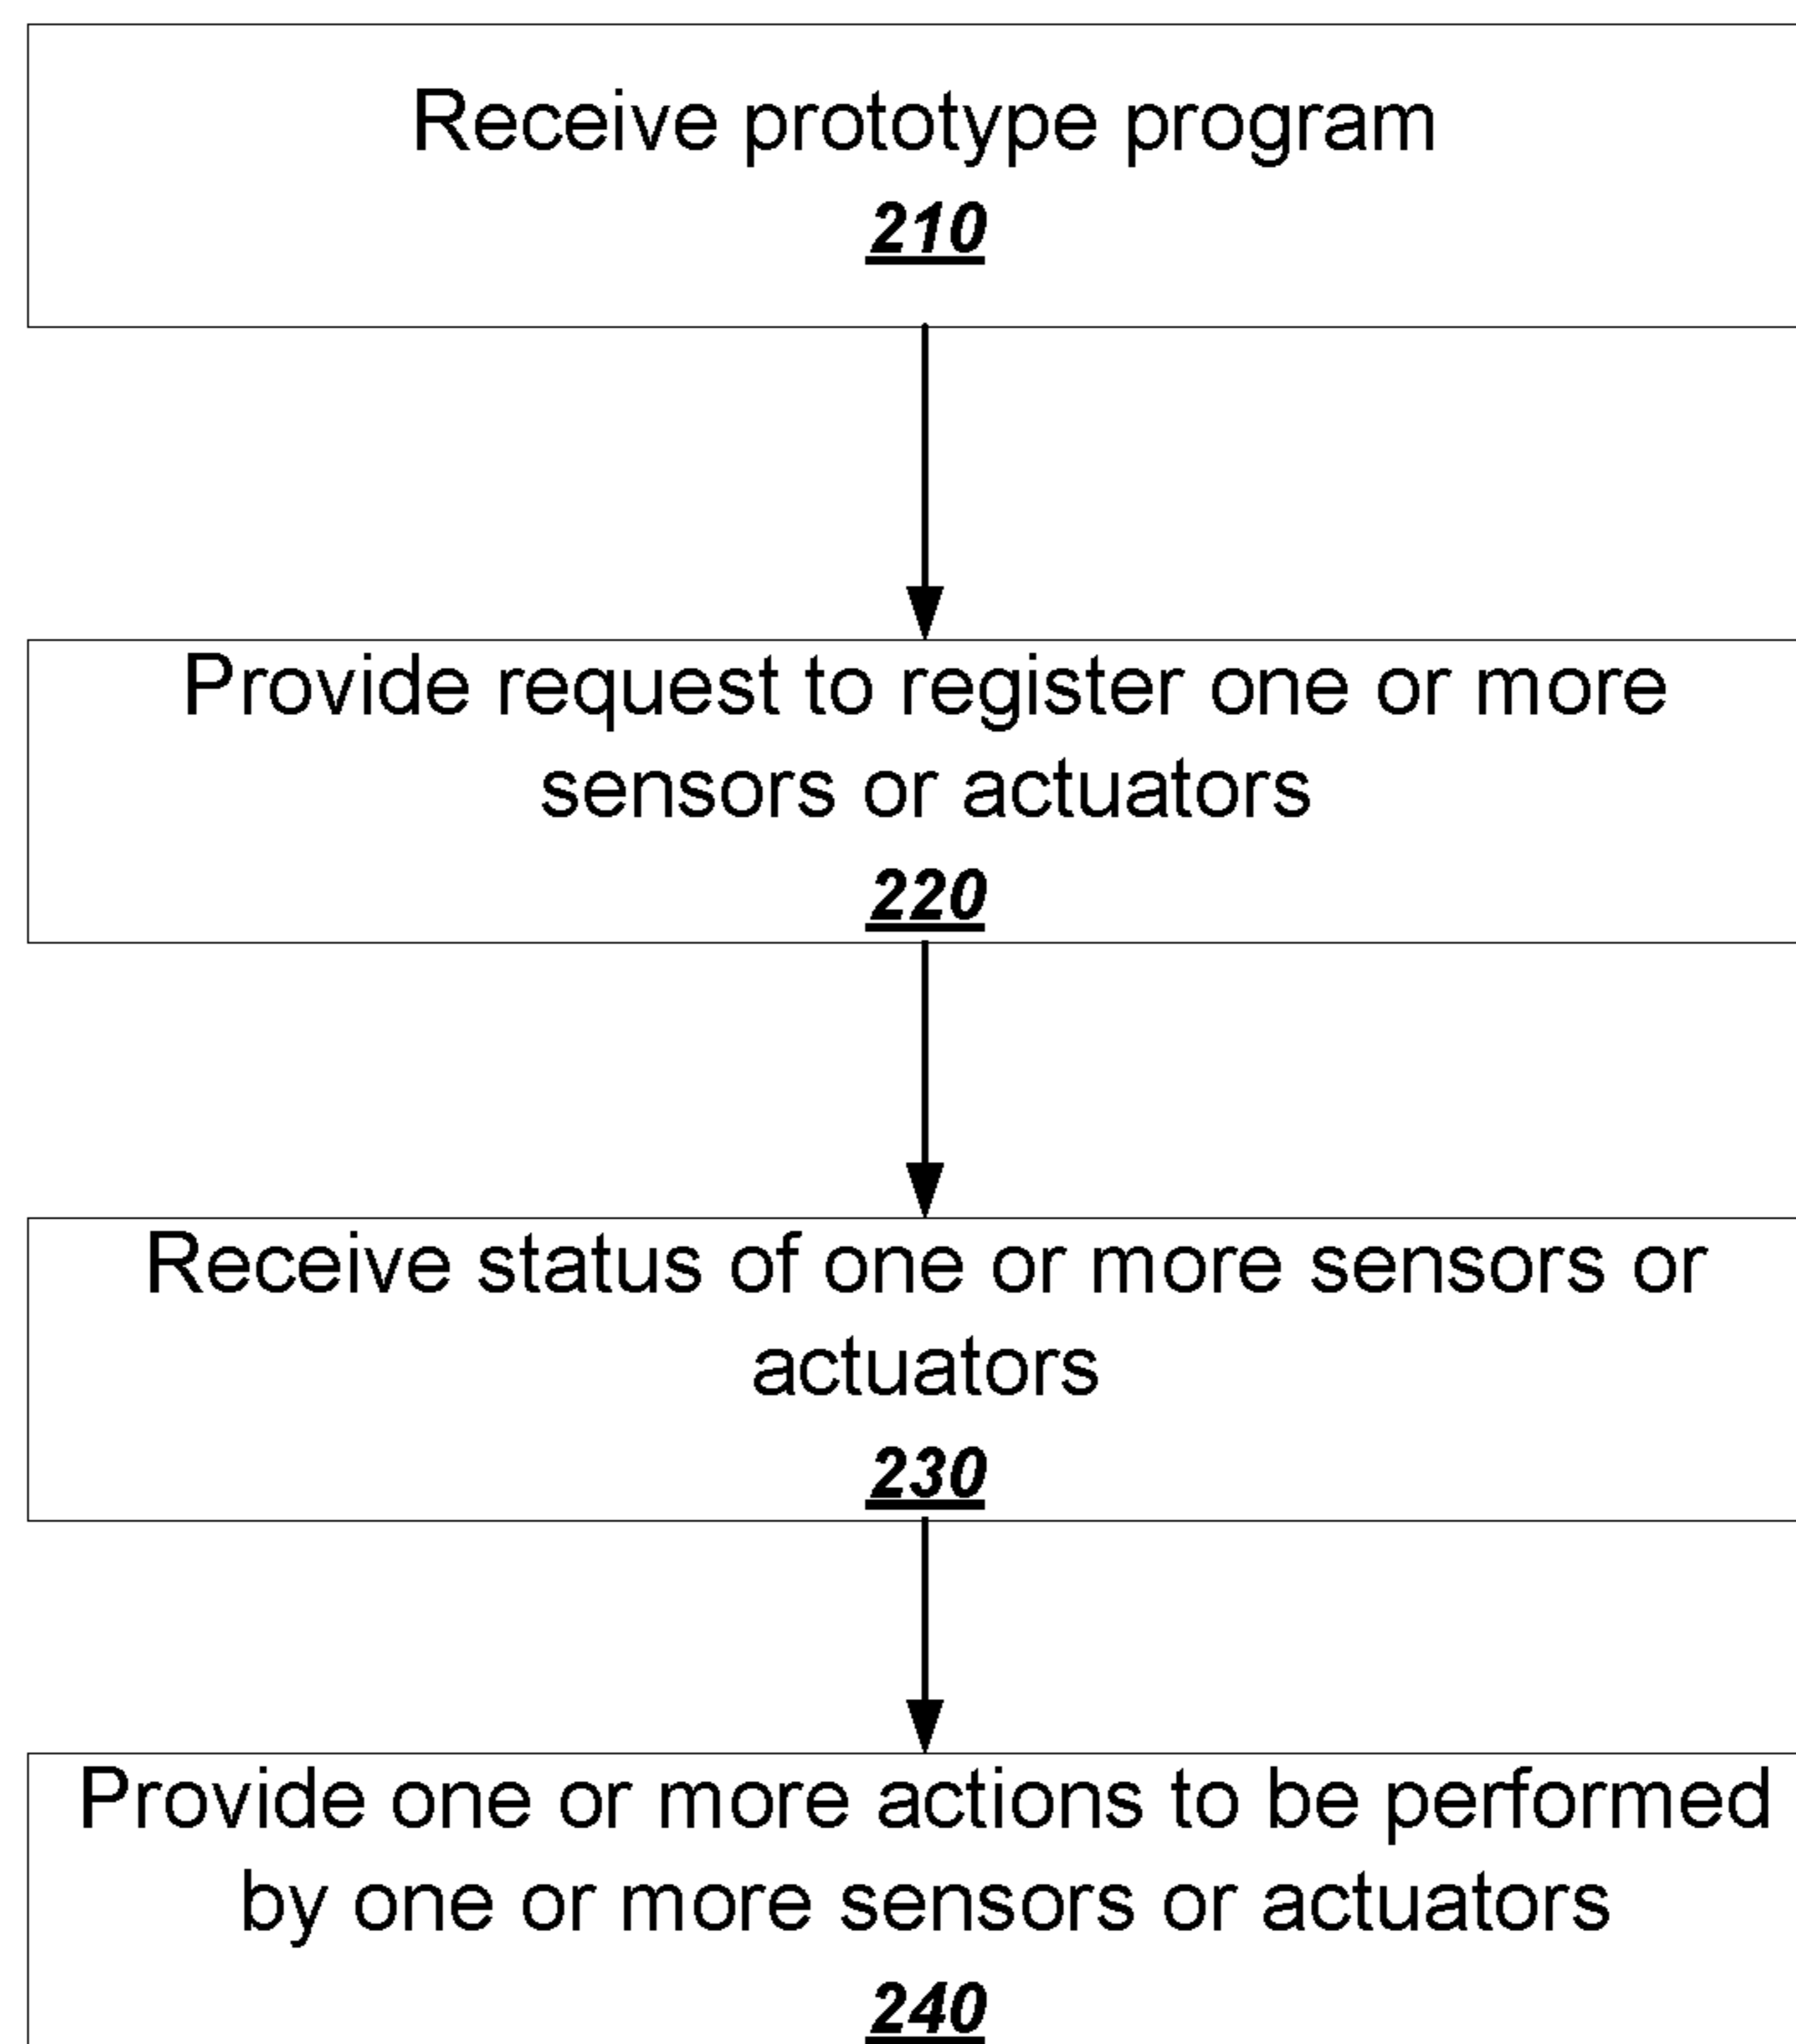 Receive prototype program
210
Provide request to register one or more
sensors or actuators
220
Receive status of one or more sensors or
actuators
230
Provide one or more actions to be performed
by one or more sensors or actuators
240